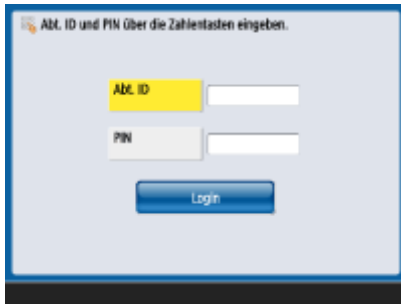 Abt. ID und PIN über die Zahlentasten eingeben.
Abt. ID
PIN
Login